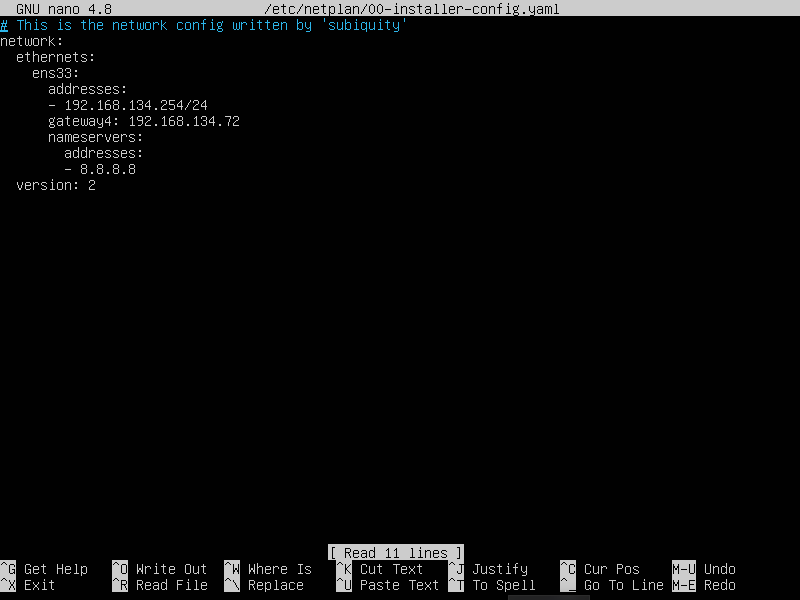 GNU nano 4.8 /etc/netplan/00-installer-config.yaml
# This is the network config written by 'subiquity'
network:
  ethernets:
    ens33:
      addresses:
      - 192.168.134.254/24
      gateway4: 192.168.134.72
      nameservers:
        addresses:
        - 8.8.8.8
  version: 2
[ Read 11 lines ]
^G Get Help ^O Write Out ^W Where Is ^K Cut Text ^J Justify ^C Cur Pos M-U Undo
^X Exit ^R Read File ^\ Replace ^U Paste Text ^T To Spell ^_ Go To Line M-E Redo